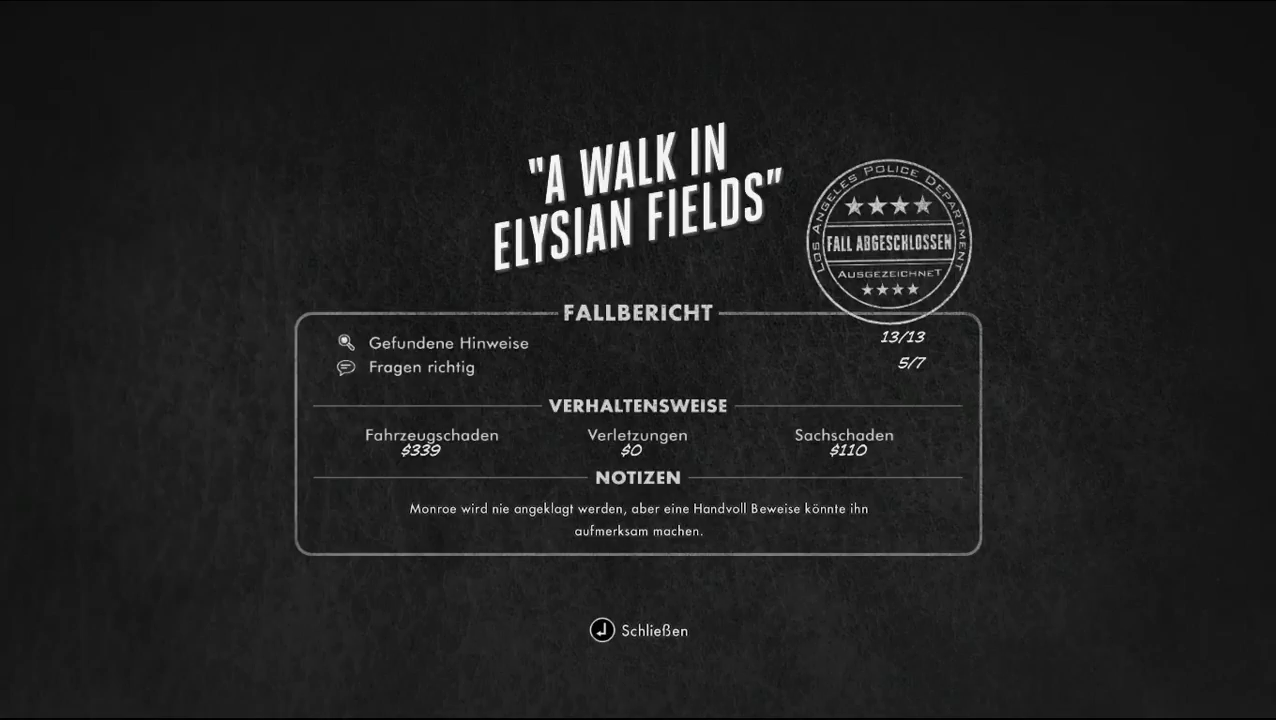 "A WALK IN
ELYSIAN FIELDS"
LOS ANGELES POLICE DEPARTMENT
FALL ABGESCHLOSSEN
AUSGEZEICHNET
FALLBERICHT
Gefundene Hinweise 13/13
Fragen richtig 5/7
VERHALTENSWEISE
Fahrzeugschaden Verletzungen Sachschaden
$339 $0 $110
NOTIZEN
Monroe wird nie angeklagt werden, aber eine Handvoll Beweise könnte ihn
aufmerksam machen.
Schließen